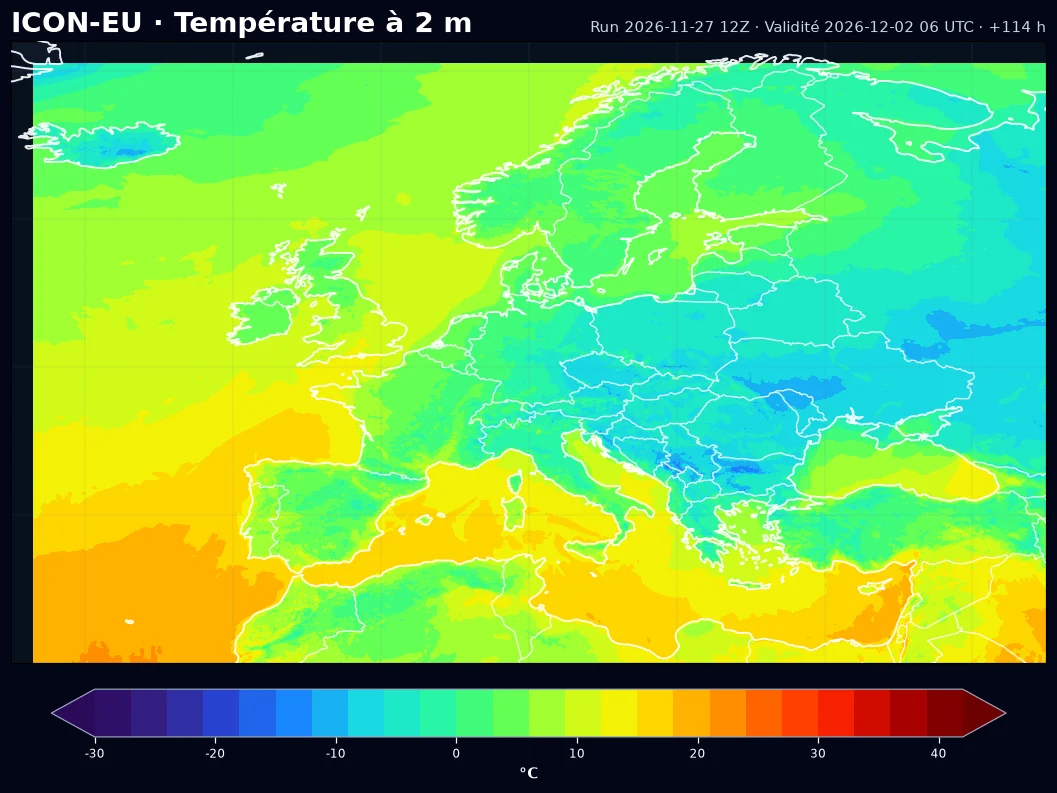 ICON-EU · Température à 2 m
Run 2026-11-27 12Z · Validité 2026-12-02 06 UTC · +114 h
-30 -20 -10 0 10 20 30 40
°C